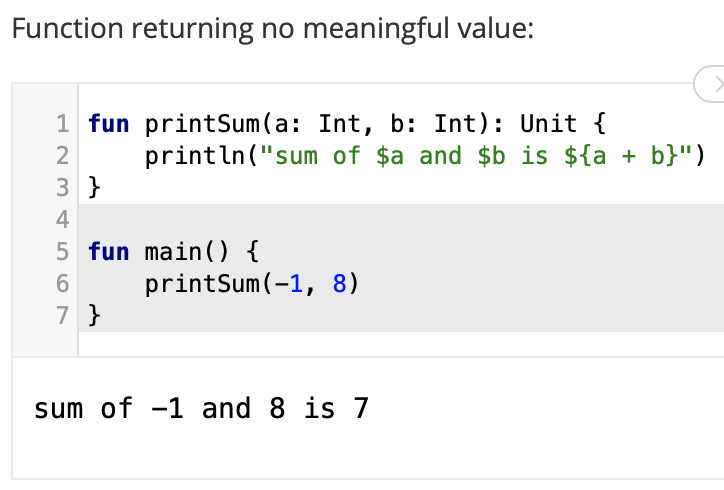 Function returning no meaningful value:
1 fun printSum(a: Int, b: Int): Unit {
2     println("sum of $a and $b is ${a + b}")
3 }
4
5 fun main() {
6     printSum(−1, 8)
7 }
sum of −1 and 8 is 7